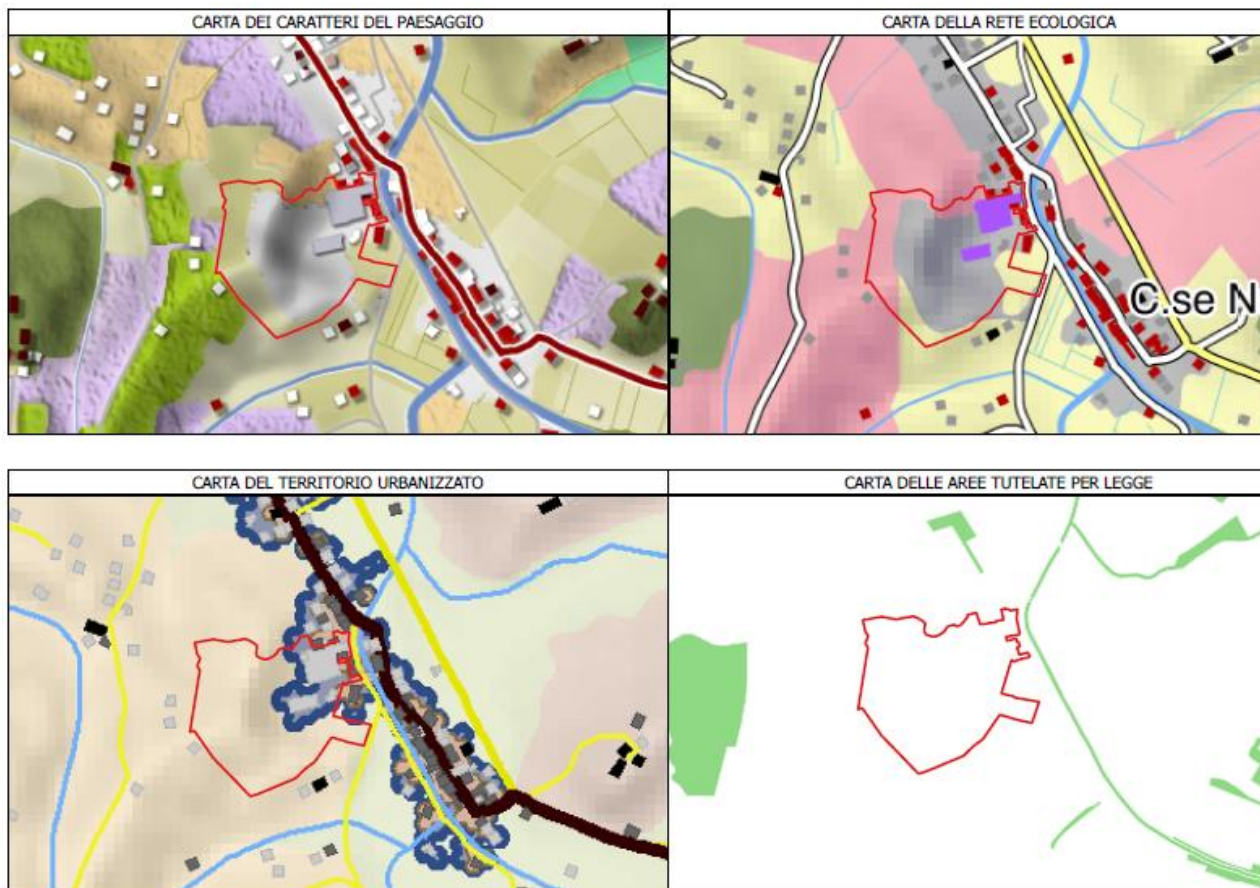 CARTA DEI CARATTERI DEL PAESAGGIO
CARTA DELLA RETE ECOLOGICA
C.se N
CARTA DEL TERRITORIO URBANIZZATO
CARTA DELLE AREE TUTELATE PER LEGGE